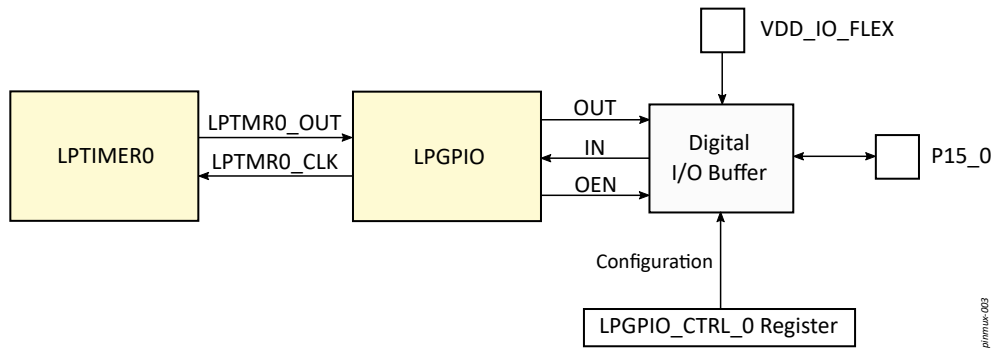 VDD_IO_FLEX
LPTIMER0
LPTMR0_OUT
LPTMR0_CLK
LPGPIO
OUT
IN
OEN
Digital
I/O Buffer
P15_0
Configuration
LPGPIO_CTRL_0 Register
pinmux-003